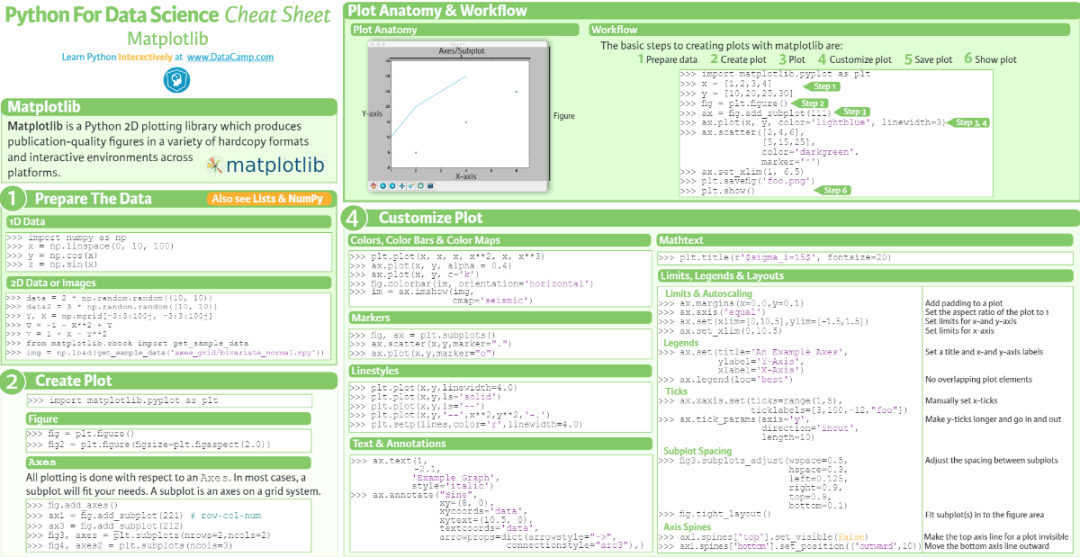 Python For Data Science Cheat Sheet
Matplotlib
Learn Python Interactively at www.DataCamp.com
Matplotlib
Matplotlib is a Python 2D plotting library which produces
publication-quality figures in a variety of hardcopy formats
and interactive environments across
platforms.
matplotlib
1 Prepare The Data
Also see Lists & NumPy
1D Data
>>> import numpy as np
>>> x = np.linspace(0, 10, 100)
>>> y = np.cos(x)
>>> z = np.sin(x)
2D Data or Images
>>> data = 2 * np.random.random((10, 10))
>>> data2 = 3 * np.random.random((10, 10))
>>> Y, X = np.mgrid[-3:3:100j, -3:3:100j]
>>> U = -1 - X**2 + Y
>>> V = 1 + X - Y**2
>>> from matplotlib.cbook import get_sample_data
>>> img = np.load(get_sample_data('axes_grid/bivariate_normal.npy'))
2 Create Plot
>>> import matplotlib.pyplot as plt
Figure
>>> fig = plt.figure()
>>> fig2 = plt.figure(figsize=plt.figaspect(2.0))
Axes
All plotting is done with respect to an Axes. In most cases, a
subplot will fit your needs. A subplot is an axes on a grid system.
>>> fig.add_axes()
>>> ax1 = fig.add_subplot(221) # row-col-num
>>> ax3 = fig.add_subplot(212)
>>> fig3, axes = plt.subplots(nrows=2,ncols=2)
>>> fig4, axes2 = plt.subplots(ncols=3)
Plot Anatomy & Workflow
Plot Anatomy
Axes/Subplot
Y-axis
Figure
X-axis
Workflow
The basic steps to creating plots with matplotlib are:
1 Prepare data 2 Create plot 3 Plot 4 Customize plot 5 Save plot 6 Show plot
>>> import matplotlib.pyplot as plt
>>> x = [1,2,3,4]
Step 1
>>> y = [10,20,25,30]
>>> fig = plt.figure() Step 2
>>> ax = fig.add_subplot(111) Step 3
>>> ax.plot(x, y, color='lightblue', linewidth=3) Step 3, 4
>>> ax.scatter([2,4,6],
[5,15,25],
color='darkgreen',
marker='^')
>>> ax.set_xlim(1, 6.5)
>>> plt.savefig('foo.png')
>>> plt.show() Step 6
4 Customize Plot
Colors, Color Bars & Color Maps
>>> plt.plot(x, x, x, x**2, x, x**3)
>>> ax.plot(x, y, alpha = 0.4)
>>> ax.plot(x, y, c='k')
>>> fig.colorbar(im, orientation='horizontal')
>>> im = ax.imshow(img,
cmap='seismic')
Markers
>>> fig, ax = plt.subplots()
>>> ax.scatter(x,y,marker=".")
>>> ax.plot(x,y,marker="o")
Linestyles
>>> plt.plot(x,y,linewidth=4.0)
>>> plt.plot(x,y,ls='solid')
>>> plt.plot(x,y,ls='--')
>>> plt.plot(x,y,'--',x**2,y**2,'-.')
>>> plt.setp(lines,color='r',linewidth=4.0)
Text & Annotations
>>> ax.text(1,
-2.1,
'Example Graph',
style='italic')
>>> ax.annotate("Sine",
xy=(8, 0),
xycoords='data',
xytext=(10.5, 0),
textcoords='data',
arrowprops=dict(arrowstyle="->",
connectionstyle="arc3"),)
Mathtext
>>> plt.title(r'$sigma_i=15$', fontsize=20)
Limits, Legends & Layouts
Limits & Autoscaling
>>> ax.margins(x=0.0,y=0.1) Add padding to a plot
>>> ax.axis('equal') Set the aspect ratio of the plot to 1
>>> ax.set(xlim=[0,10.5],ylim=[-1.5,1.5]) Set limits for x-and y-axis
>>> ax.set_xlim(0,10.5) Set limits for x-axis
Legends
>>> ax.set(title='An Example Axes', Set a title and x-and y-axis labels
ylabel='Y-Axis',
xlabel='X-Axis')
>>> ax.legend(loc='best') No overlapping plot elements
Ticks
>>> ax.xaxis.set(ticks=range(1,5), Manually set x-ticks
ticklabels=[3,100,-12,"foo"])
>>> ax.tick_params(axis='y', Make y-ticks longer and go in and out
direction='inout',
length=10)
Subplot Spacing
>>> fig3.subplots_adjust(wspace=0.5, Adjust the spacing between subplots
hspace=0.3,
left=0.125,
right=0.9,
top=0.9,
bottom=0.1)
>>> fig.tight_layout() Fit subplot(s) in to the figure area
Axis Spines
>>> ax1.spines['top'].set_visible(False) Make the top axis line for a plot invisible
>>> ax1.spines['bottom'].set_position(('outward',10)) Move the bottom axis line outward